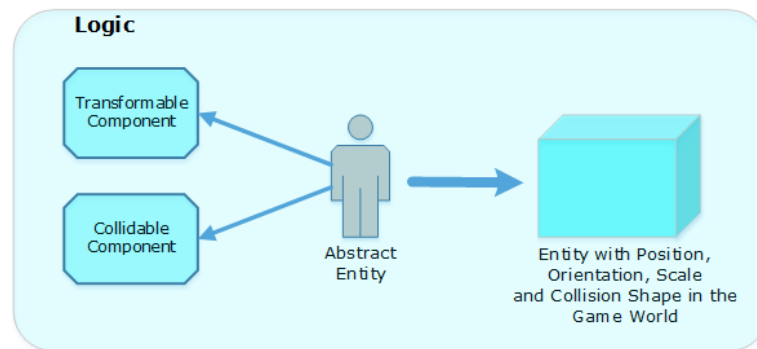 Logic
Transformable
Component
Collidable
Component
Abstract
Entity
Entity with Position,
Orientation, Scale
and Collision Shape in the
Game World